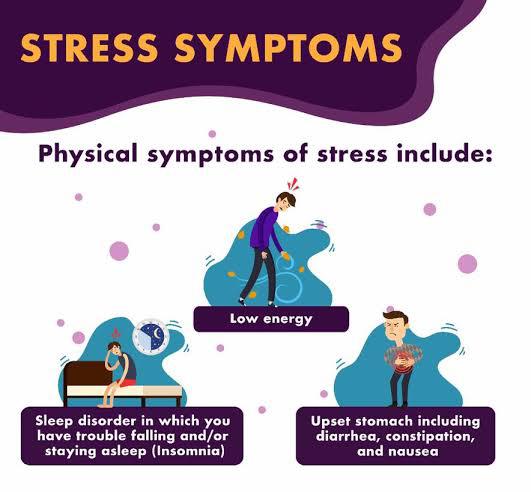 STRESS SYMPTOMS
Physical symptoms of stress include:
Low energy
Sleep disorder in which you
have trouble falling and/or
staying asleep (Insomnia)
Upset stomach including
diarrhea, constipation,
and nausea